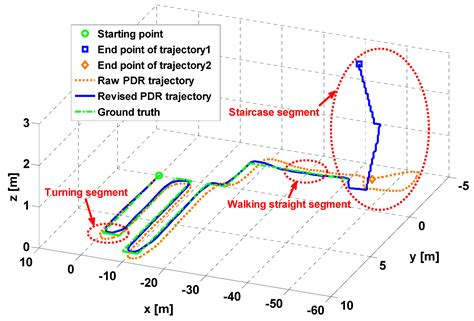 Starting point
End point of trajectory1
End point of trajectory2
Raw PDR trajectory
Revised PDR trajectory
Ground truth
Staircase segment
Turning segment
Walking straight segment
3
2
1
0
z [m]
10
0
-10
-20
-30
-40
-50
-60
x [m]
10
5
0
-5
y [m]